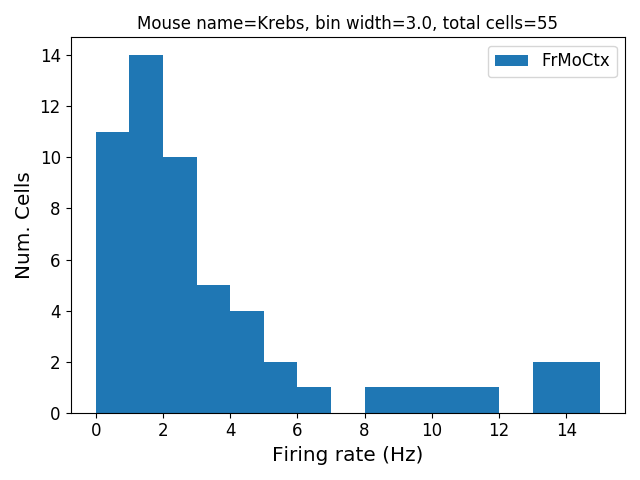 Mouse name=Krebs, bin width=3.0, total cells=55
FrMoCtx
14
12
10
8
6
4
2
0
Num. Cells
0 2 4 6 8 10 12 14
Firing rate (Hz)